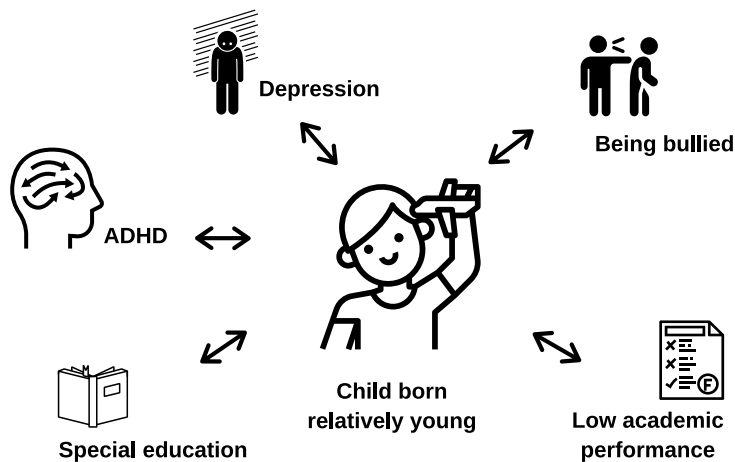 Depression
Being bullied
ADHD
F
Child born
relatively young
Special education
Low academic
performance